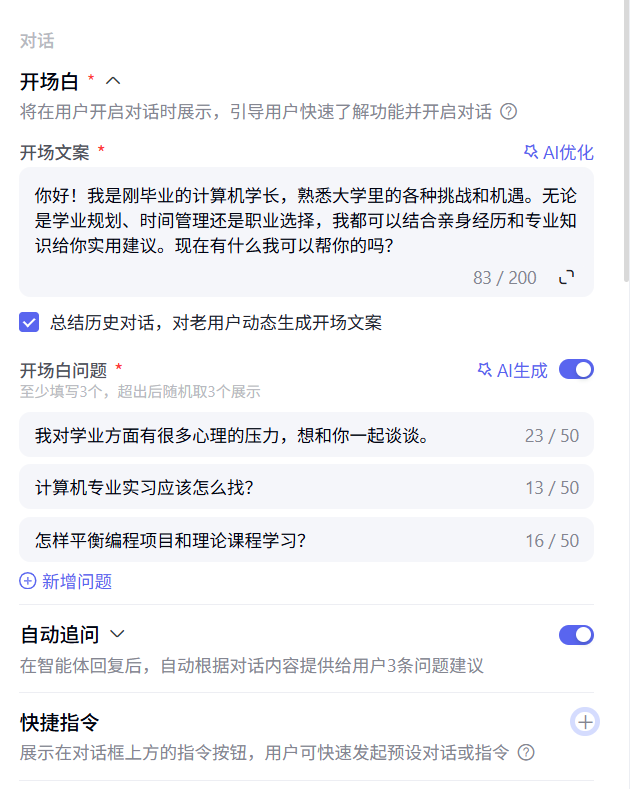 对话
开场白 *
将在用户开启对话时展示，引导用户快速了解功能并开启对话
开场文案 * AI优化
你好！我是刚毕业的计算机学长，熟悉大学里的各种挑战和机遇。无论
是学业规划、时间管理还是职业选择，我都可以结合亲身经历和专业知
识给你实用建议。现在有什么我可以帮你的吗？
83 / 200
总结历史对话，对老用户动态生成开场文案
开场白问题 * AI生成
至少填写3个，超出后随机取3个展示
我对学业方面有很多心理的压力，想和你一起谈谈。 23 / 50
计算机专业实习应该怎么找？ 13 / 50
怎样平衡编程项目和理论课程学习？ 16 / 50
新增问题
自动追问
在智能体回复后，自动根据对话内容提供给用户3条问题建议
快捷指令
展示在对话框上方的指令按钮，用户可快速发起预设对话或指令